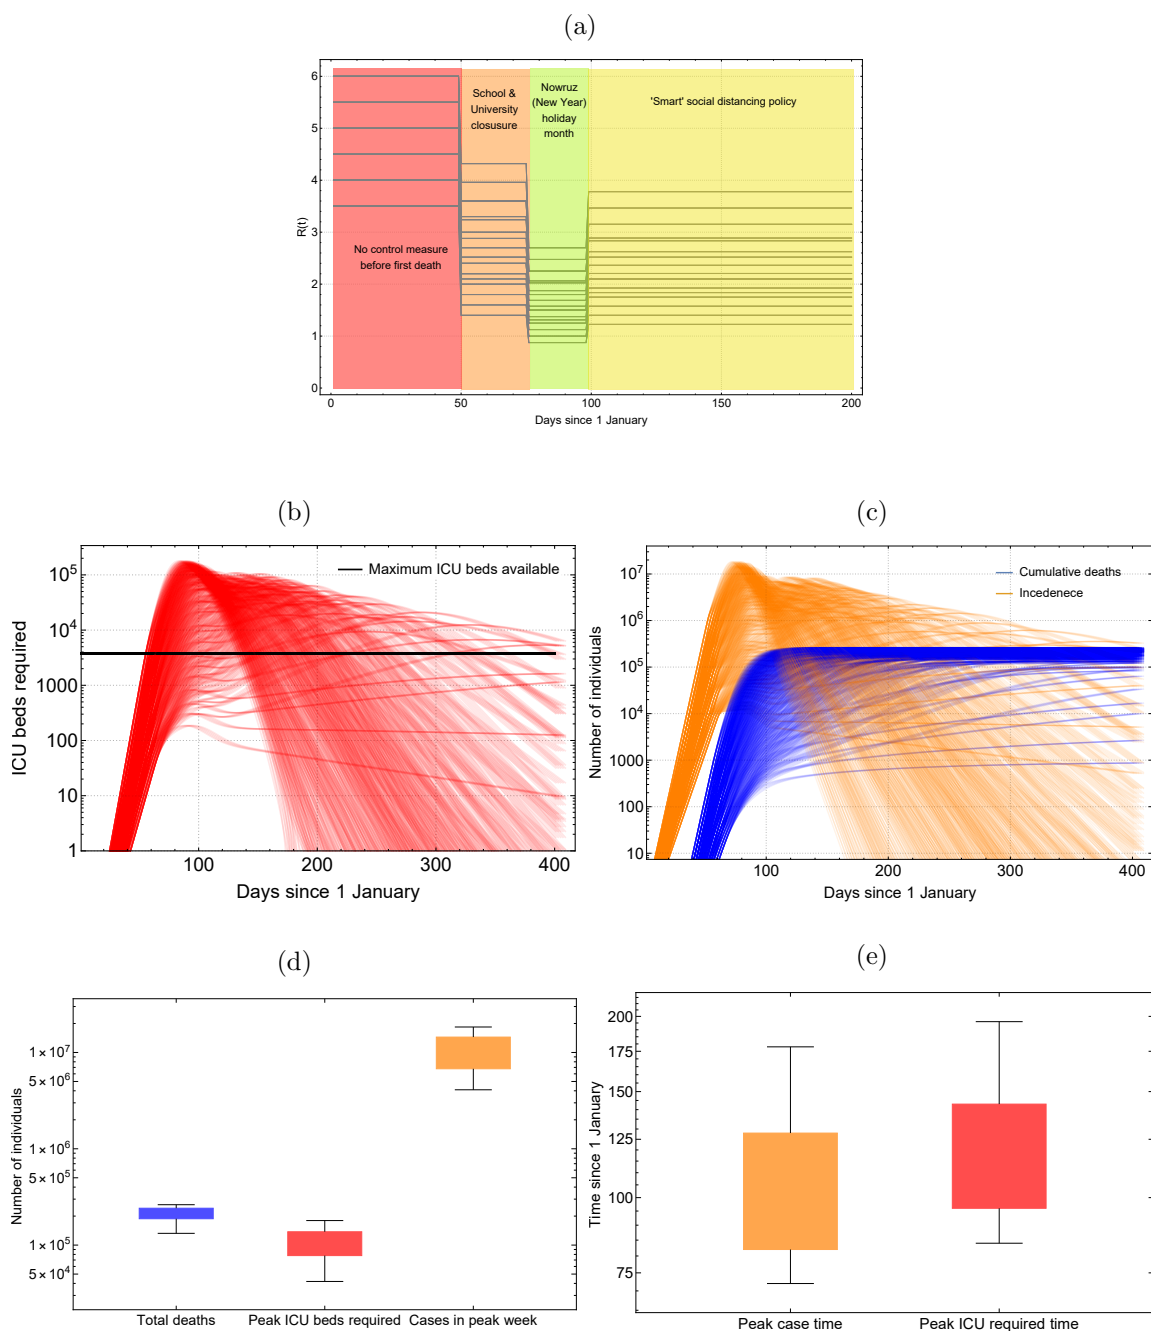 (a)
School &
University
closusure
Nowruz
(New Year)
holiday
month
'Smart' social distancing policy
No control measure
before first death
R(t)
6
5
4
3
2
1
0
0 50 100 150 200
Days since 1 January
(b)
Maximum ICU beds available
ICU beds required
10^5
10^4
1000
100
10
1
100 200 300 400
Days since 1 January
(c)
Cumulative deaths
Incedenece
Number of individuals
10^7
10^6
10^5
10^4
1000
100
10
100 200 300 400
Days since 1 January
(d)
Number of individuals
1 × 10^7
5 × 10^6
1 × 10^6
5 × 10^5
1 × 10^5
5 × 10^4
Total deaths Peak ICU beds required Cases in peak week
(e)
Time since 1 January
200
175
150
125
100
75
Peak case time Peak ICU required time